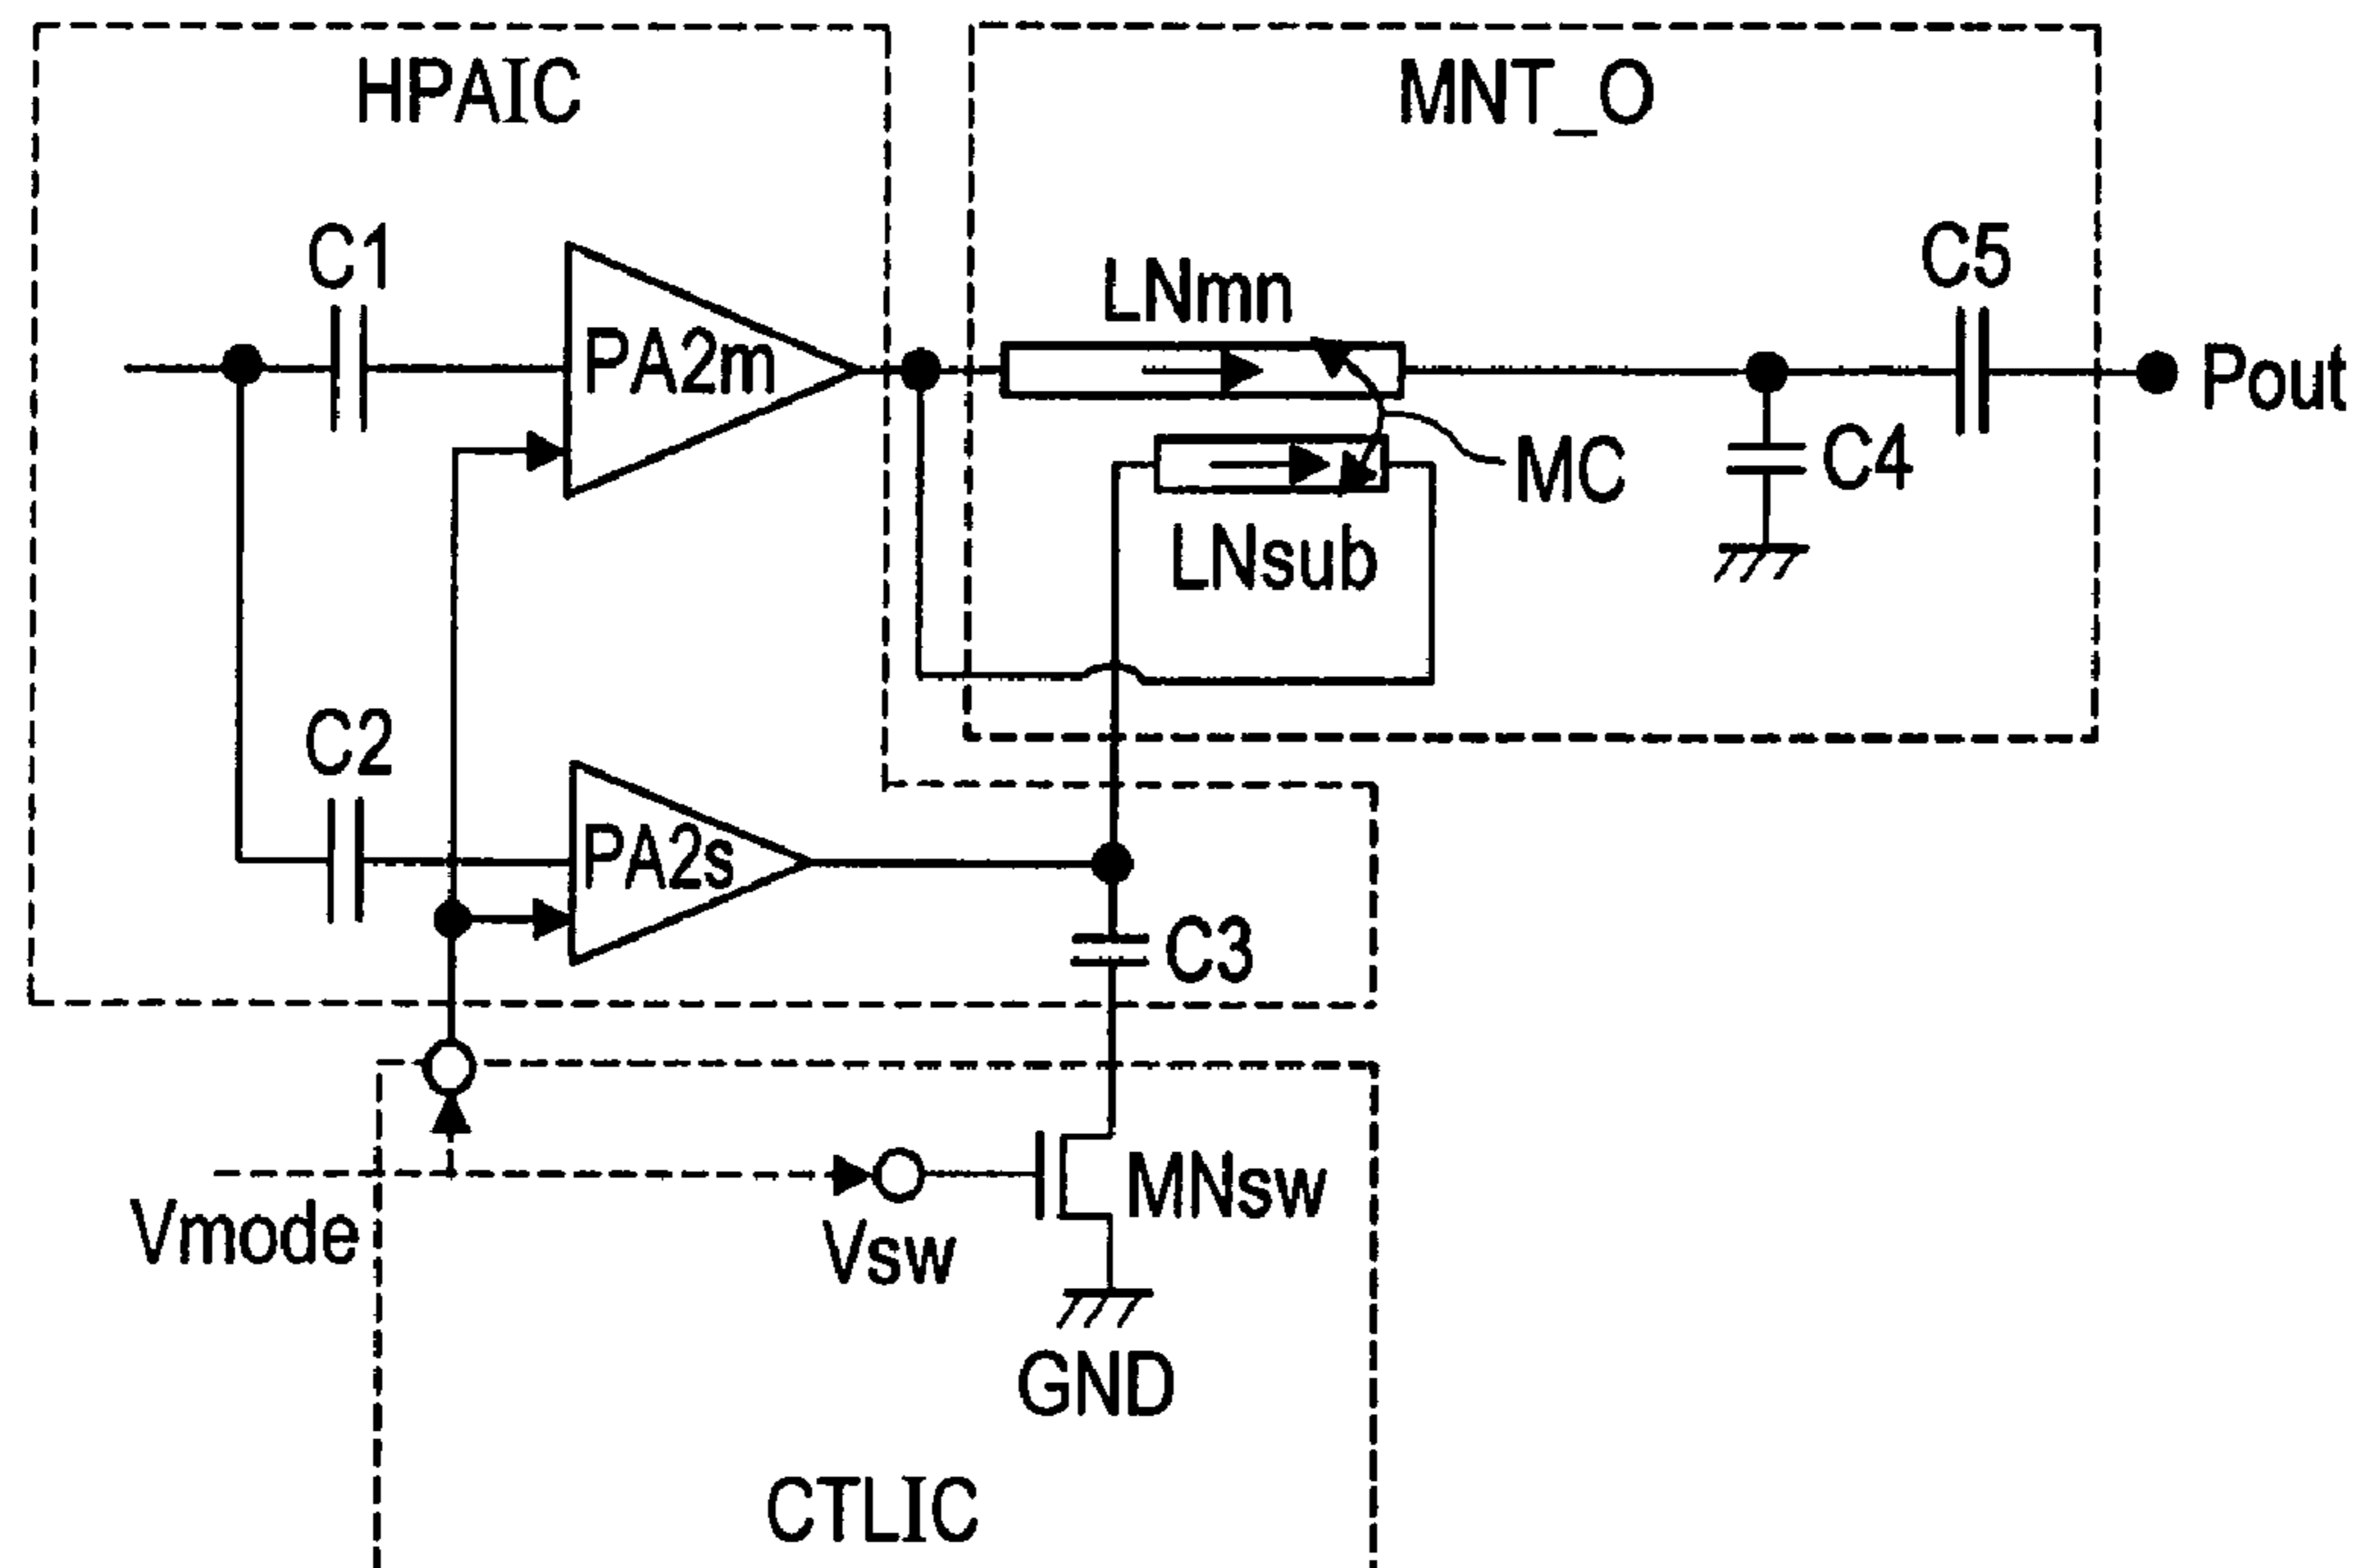 HPAIC
MNT_O
C1
C5
LNmn
PA2m
Pout
C4
MC
LNsub
C2
PA2s
C3
MNsw
Vmode
Vsw
GND
CTLIC